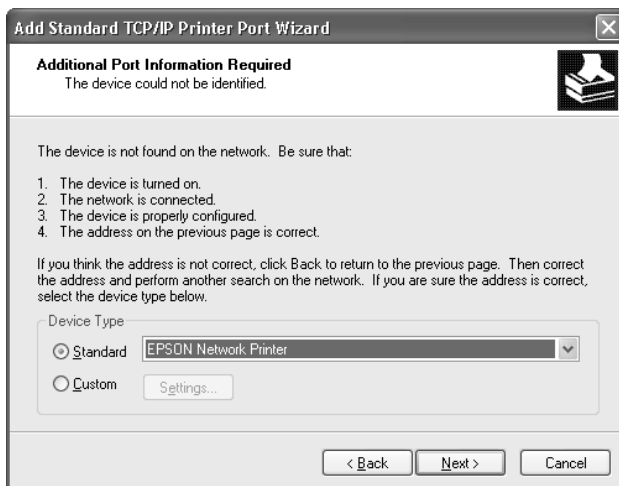 Add Standard TCP/IP Printer Port Wizard
Additional Port Information Required
The device could not be identified.
The device is not found on the network.  Be sure that:
1.  The device is turned on.
2.  The network is connected.
3.  The device is properly configured.
4.  The address on the previous page is correct.
If you think the address is not correct, click Back to return to the previous page.  Then correct
the address and perform another search on the network.  If you are sure the address is correct,
select the device type below.
Device Type
Standard EPSON Network Printer
Custom Settings...
< Back Next > Cancel